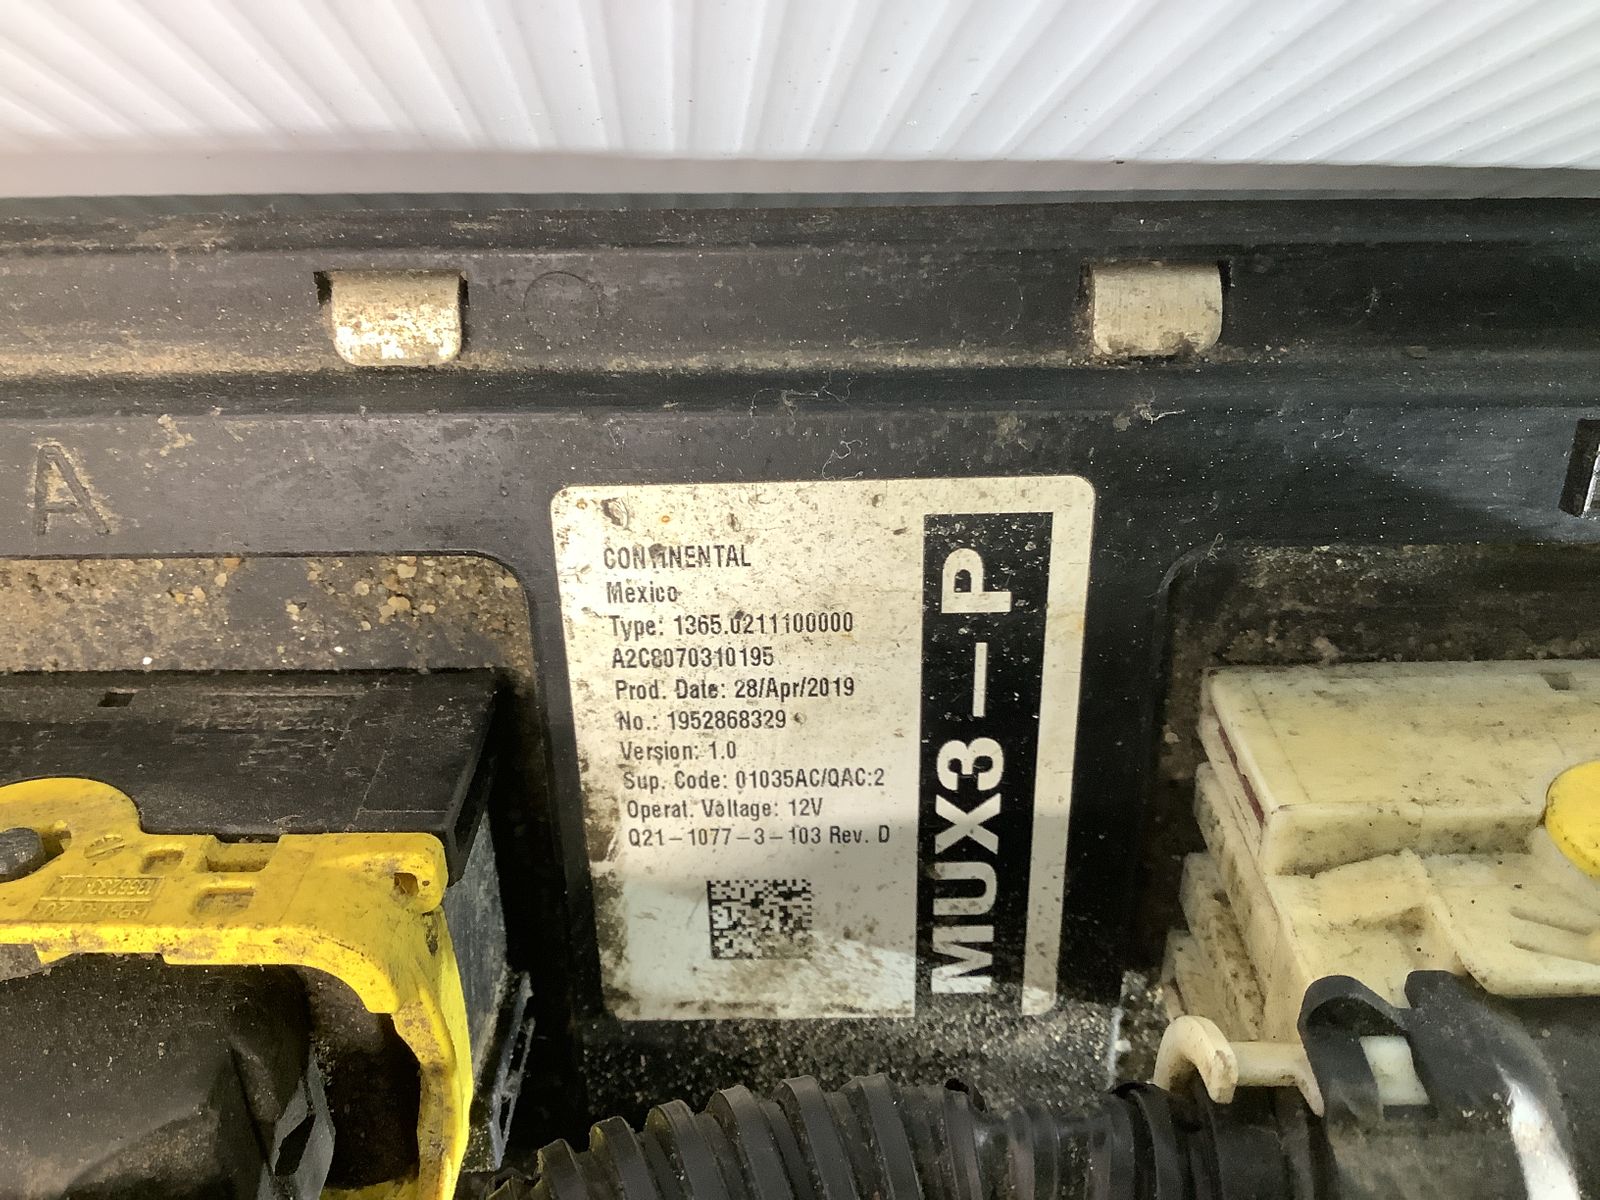 A
CONTINENTAL
Mexico
Type: 1365.0211100000
A2C8070310195
Prod. Date: 28/Apr/2019
No.: 1952868329
Version: 1.0
Sup. Code: 01035AC/QAC:2
Operat. Voltage: 12V
Q21-1077-3-103 Rev. D
MUX3-P